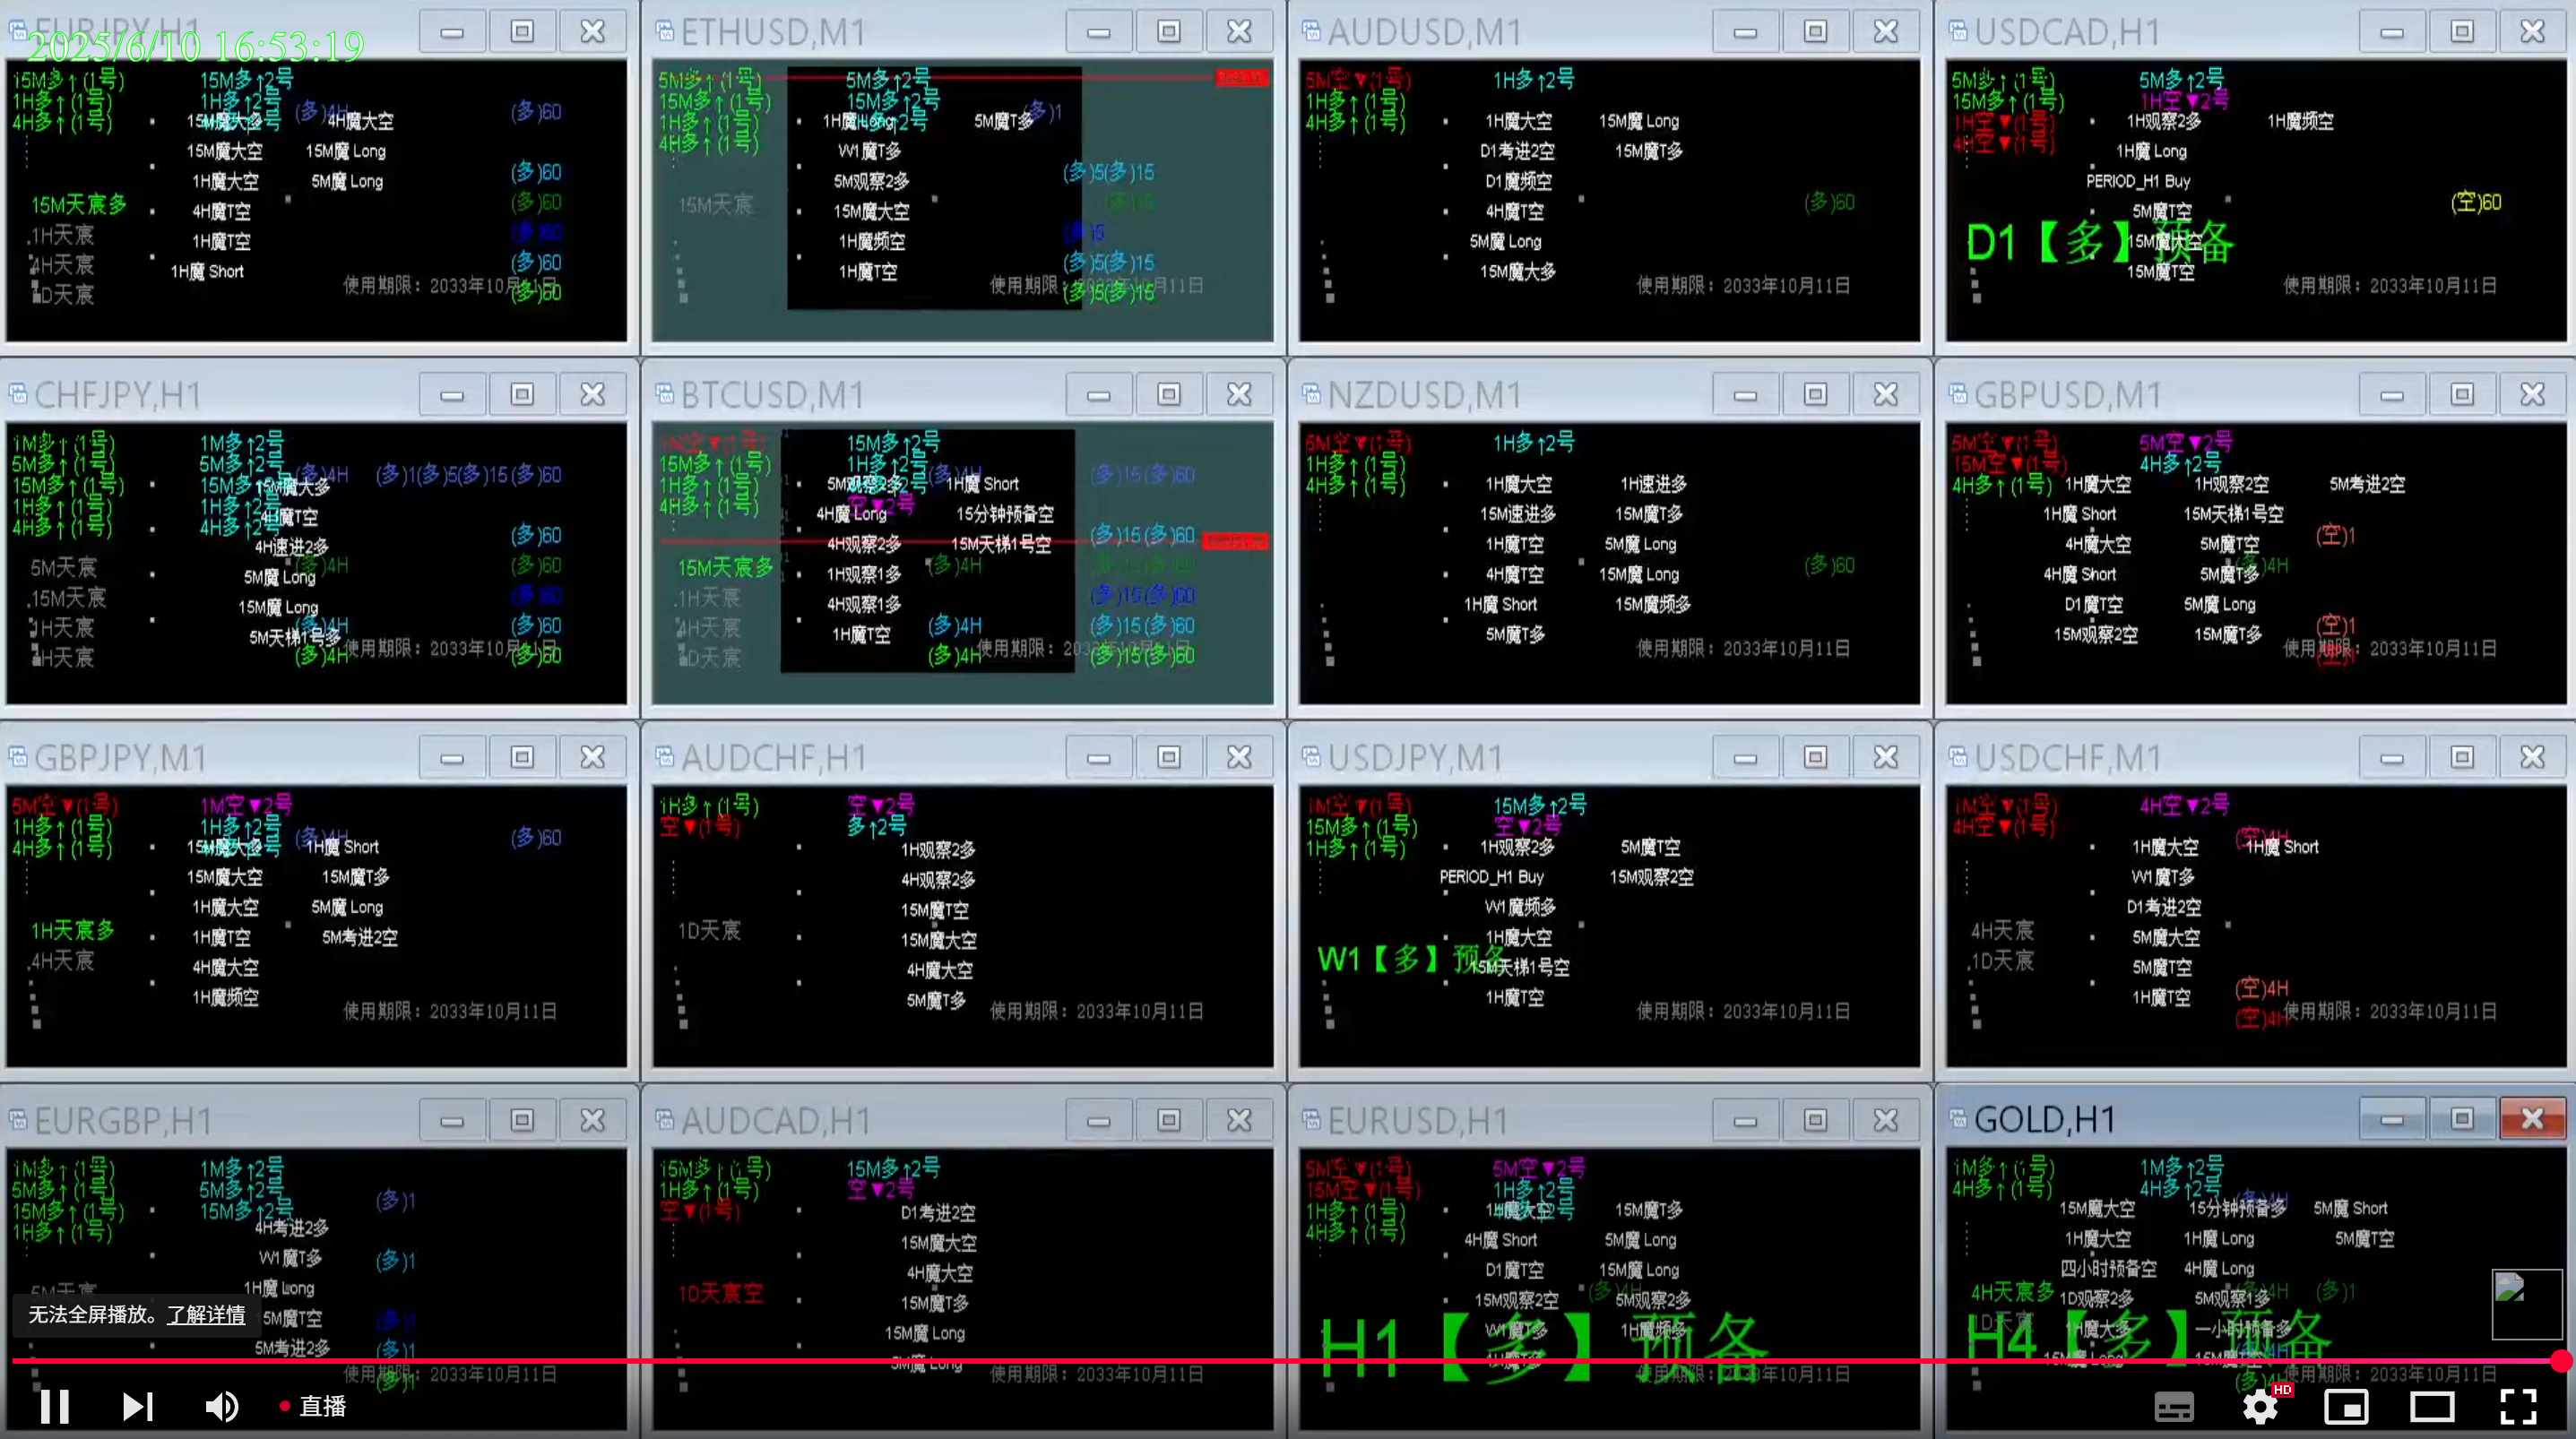 EURJPY,H1
2025/6/10 16:53:19
15M多↑(1号) 15M多↑2号
1H多↑(1号) 1H多↑2号 (多)4H (多)60
4H多↑(1号) 15M魔大多 4H魔大空
15M魔大空 15M魔 Long
1H魔大空 5M魔 Long (多)60
15M天宸多 4H魔T空 (多)60
.1H天宸 1H魔T空 (多)60
4H天宸 1H魔 Short (多)60
1D天宸 使用期限：2033年10月11日 (多)60
ETHUSD,M1
5M多↑(1号) 5M多↑2号
15M多↑(1号) 15M多↑2号 (多)1
1H多↑(1号) 1H魔 Long 5M魔T多
4H多↑(1号) W1魔T多
5M观察2多 (多)5(多)15
15M天宸 15M魔大空
1H魔频空 (多)5
1H魔T空 (多)5(多)15
使用期限：2033年10月11日 (多)5(多)15
AUDUSD,M1
5M空▼(1号) 1H多↑2号
1H多↑(1号)
4H多↑(1号) 1H魔大空 15M魔 Long
D1考进2空 15M魔T多
D1魔频空
4H魔T空 (多)60
5M魔 Long
15M魔大多
使用期限：2033年10月11日
USDCAD,H1
5M多↑(1号) 5M多↑2号
15M多↑(1号) 1H空▼2号
1H空▼(1号) 1H观察2多 1H魔频空
4H空▼(1号) 1H魔 Long
PERIOD_H1 Buy
5M魔T空 (空)60
D1【多】预备 15M魔大空
15M魔T空
使用期限：2033年10月11日
CHFJPY,H1
1M多↑(1号) 1M多↑2号
5M多↑(1号) 5M多↑2号 (多)4H (多)1(多)5(多)15(多)60
15M多↑(1号) 15M多↑2号 15M魔大多
1H多↑(1号) 1H多↑2号 4H魔T空
4H多↑(1号) 4H多↑2号 (多)60
4H速进2多
5M天宸 5M魔 Long (多)4H (多)60
.15M天宸 15M魔 Long (多)60
1H天宸 5M天梯1号多 (多)4H (多)60
4H天宸 (多)4H 使用期限：2033年10月11日 (多)60
BTCUSD,M1
1M空▼(1号) 15M多↑2号
15M多↑(1号) 1H多↑2号 (多)4H (多)15(多)60
1H多↑(1号) 5M观察2多 1H魔 Short
4H多↑(1号) 空▼2号
4H魔 Long 15分钟预备空
4H观察2多 15M天梯1号空 (多)15(多)60
15M天宸多 1H观察1多 (多)4H
.1H天宸 4H观察1多 (多)15(多)60
4H天宸 1H魔T空 (多)4H (多)15(多)60
1D天宸 (多)4H 使用期限：2033年10月11日 (多)15(多)60
NZDUSD,M1
5M空▼(1号) 1H多↑2号
1H多↑(1号)
4H多↑(1号) 1H魔大空 1H速进多
15M速进多 15M魔T多
1H魔T空 5M魔 Long
4H魔T空 15M魔 Long (多)60
1H魔 Short 15M魔频多
5M魔T多
使用期限：2033年10月11日
GBPUSD,M1
5M空▼(1号) 5M空▼2号
15M空▼(1号) 4H多↑2号
4H多↑(1号) 1H魔大空 1H观察2空 5M考进2空
1H魔 Short 15M天梯1号空
4H魔大空 5M魔T空 (空)1
4H魔 Short 5M魔T多 (多)4H
D1魔T空 5M魔 Long
15M观察2空 15M魔T多 (空)1
使用期限：2033年10月11日 (空)1
GBPJPY,M1
5M空▼(1号) 1M空▼2号
1H多↑(1号) 1H多↑2号 (多)4H (多)60
4H多↑(1号) 15M魔大多 1H魔 Short
15M魔大空 15M魔T多
1H魔大空 5M魔 Long
1H天宸多 1H魔T空 5M考进2空
.4H天宸 4H魔大空
1H魔频空
使用期限：2033年10月11日
AUDCHF,H1
1H多↑(1号) 空▼2号
空▼(1号) 多↑2号
1H观察2多
4H观察2多
15M魔T空
1D天宸 15M魔大空
4H魔大空
5M魔T多
使用期限：2033年10月11日
USDJPY,M1
1M空▼(1号) 15M多↑2号
15M多↑(1号) 空▼2号
1H多↑(1号) 1H观察2多 5M魔T空
PERIOD_H1 Buy 15M观察2空
W1魔频多
1H魔大空
W1【多】预备 15M天梯1号空
1H魔T空
使用期限：2033年10月11日
USDCHF,M1
1M空▼(1号) 4H空▼2号
4H空▼(1号) (空)4H
1H魔大空 1H魔 Short
W1魔T多
D1考进2空
4H天宸 5M魔大空
.1D天宸 5M魔T空
1H魔T空 (空)4H
(空)4H 使用期限：2033年10月11日
EURGBP,H1
1M多↑(1号) 1M多↑2号
5M多↑(1号) 5M多↑2号 (多)1
15M多↑(1号) 15M多↑2号
1H多↑(1号) 4H考进2多
W1魔T多 (多)1
5M天宸 1H魔 Long
无法全屏播放。了解详情 15M魔T空 (多)1
5M考进2多 (多)1
使用期限：2033年10月11日 (多)1
AUDCAD,H1
15M多↑(1号) 15M多↑2号
1H多↑(1号) 空▼2号
空▼(1号) D1考进2空
15M魔大空
4H魔大空
1D天宸空 15M魔T多
15M魔 Long
5M魔 Long
使用期限：2033年10月11日
EURUSD,H1
5M空▼(1号) 5M空▼2号
15M空▼(1号) 1H多↑2号
1H多↑(1号) 1H魔大空 15M魔T多
4H多↑(1号) 4H魔 Short 5M魔 Long
D1魔T空 15M魔 Long
15M观察2空 5M观察2多 (多)4H
H1【多】预备 W1魔T多 1H魔频多
使用期限：2033年10月11日
GOLD,H1
1M多↑(1号) 1M多↑2号
4H多↑(1号) 4H多↑2号
15M魔大空 15分钟预备多 5M魔 Short
1H魔大空 1H魔 Long 5M魔T空
四小时预备空 4H魔 Long
4H天宸多 1D观察2多 5M观察1多 (多)4H (多)1
1D天宸 1H魔大多 一小时预备多
H4【多】预备 15M魔 Long
使用期限：2033年10月11日
直播
HD